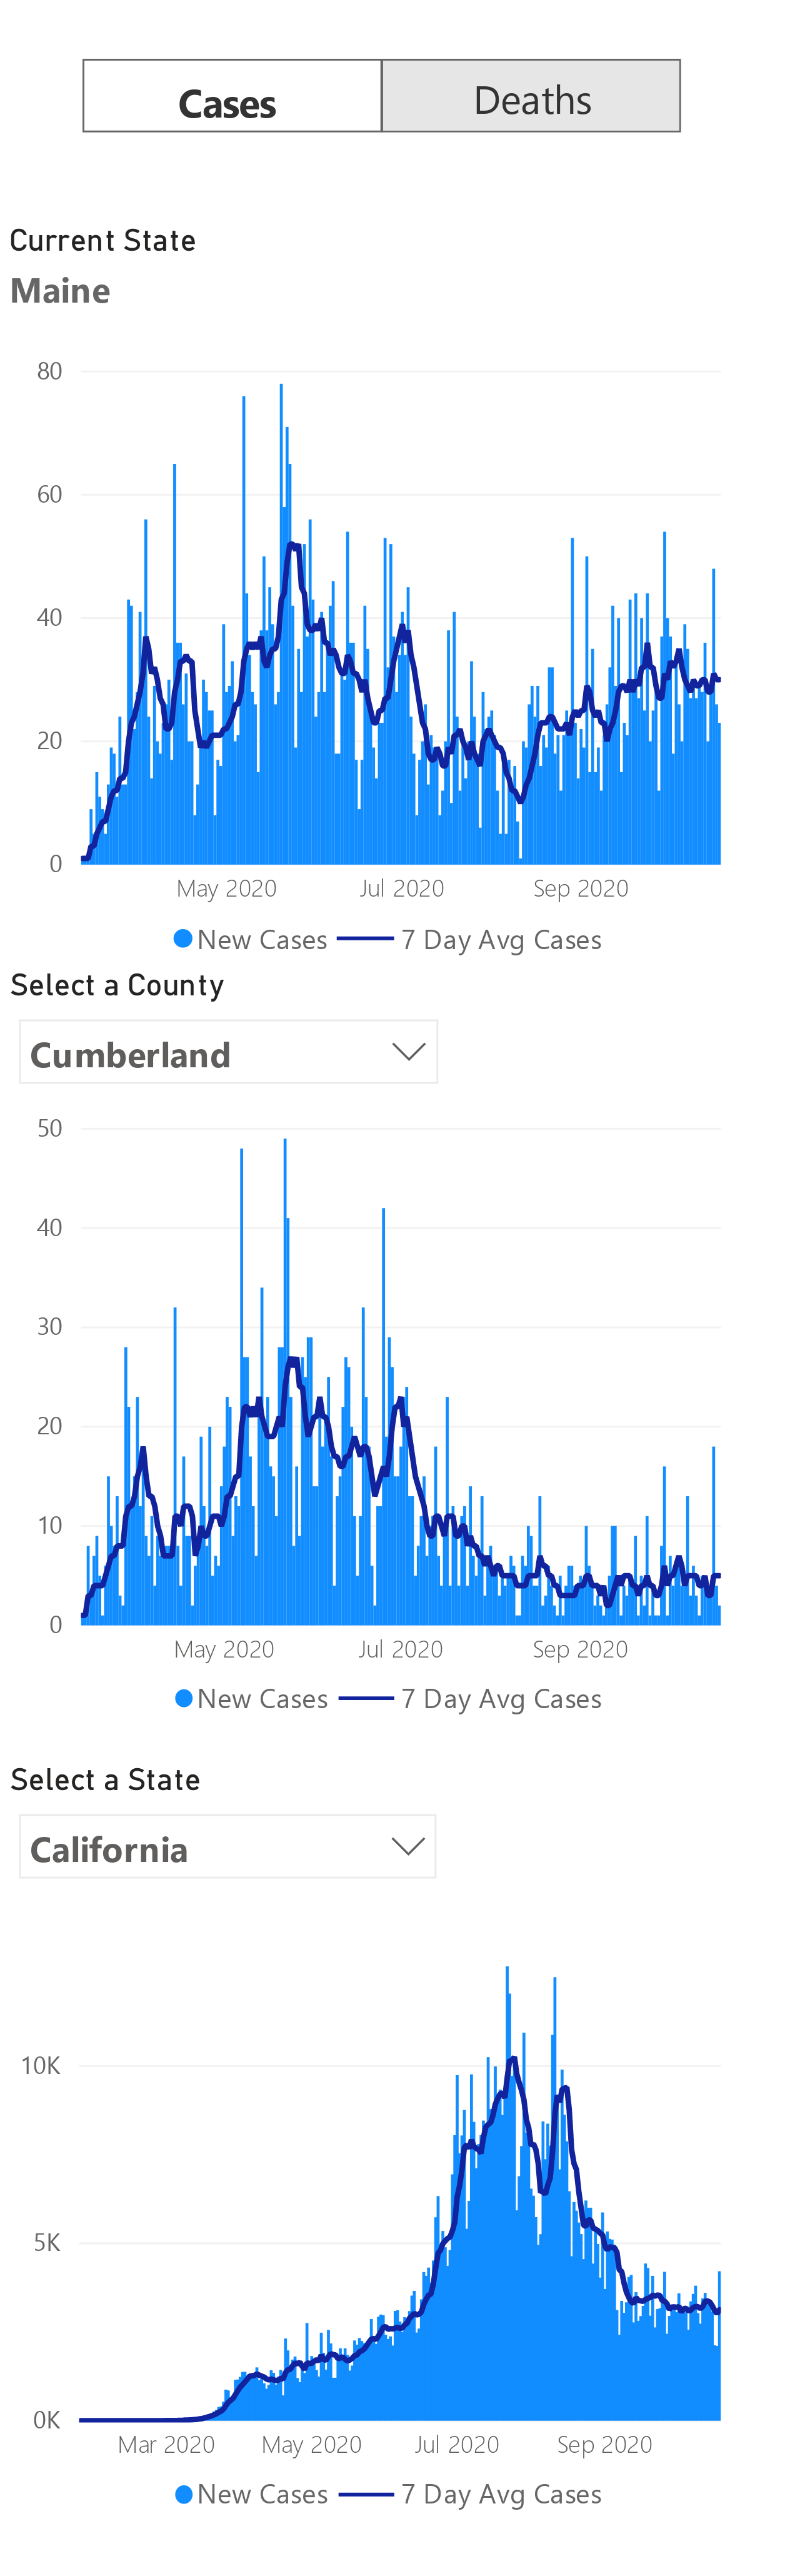 Cases Deaths
Current State
Maine
80
60
40
20
0
May 2020 Jul 2020 Sep 2020
New Cases 7 Day Avg Cases
Select a County
Cumberland
50
40
30
20
10
0
May 2020 Jul 2020 Sep 2020
New Cases 7 Day Avg Cases
Select a State
California
10K
5K
0K
Mar 2020 May 2020 Jul 2020 Sep 2020
New Cases 7 Day Avg Cases